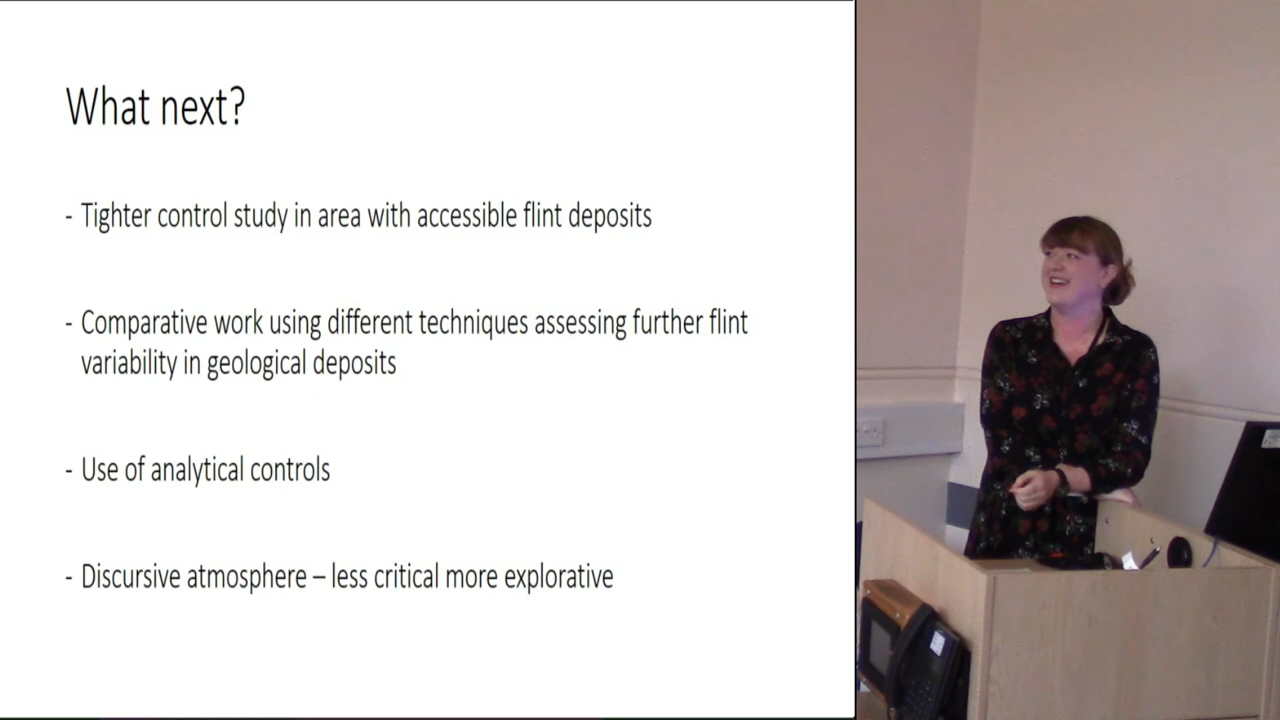 What next?
- Tighter control study in area with accessible flint deposits
- Comparative work using different techniques assessing further flint
variability in geological deposits
- Use of analytical controls
- Discursive atmosphere – less critical more explorative